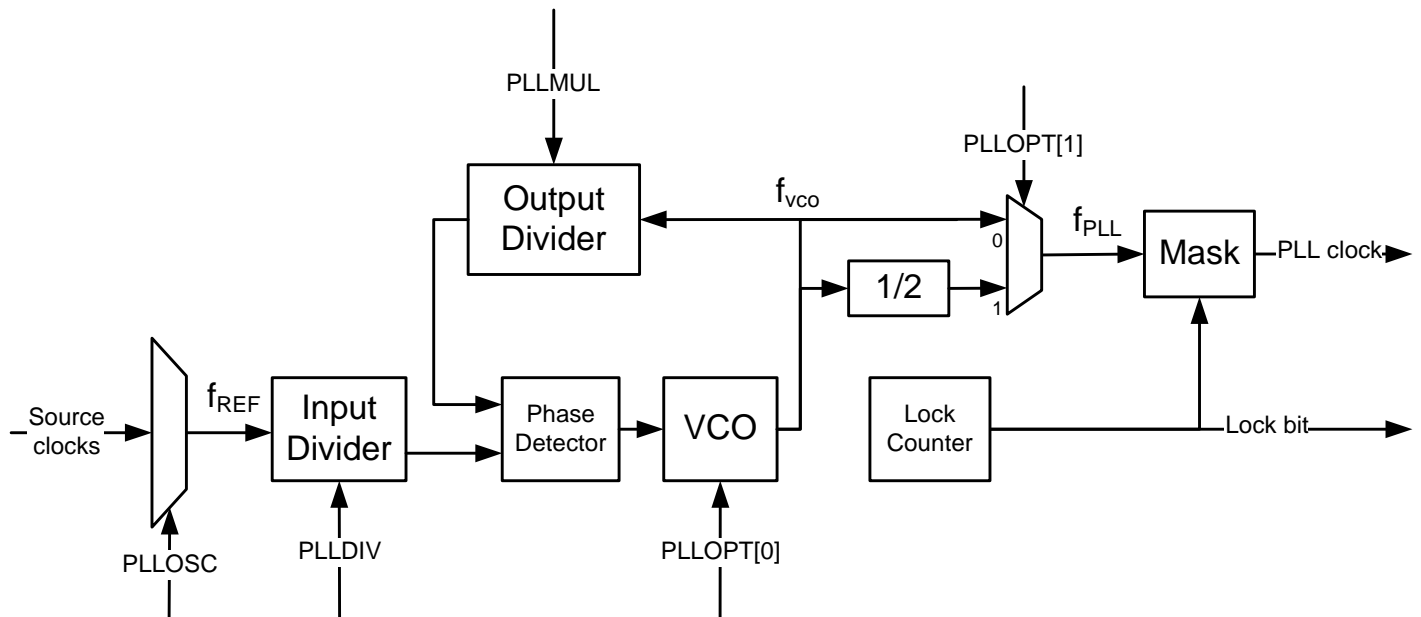 PLLMUL
PLLOPT[1]
Output
Divider
fvco
0
fPLL
Mask
PLL clock
1/2
1
Source
clocks
fREF
Input
Divider
Phase
Detector
VCO
Lock
Counter
Lock bit
PLLOSC
PLLDIV
PLLOPT[0]